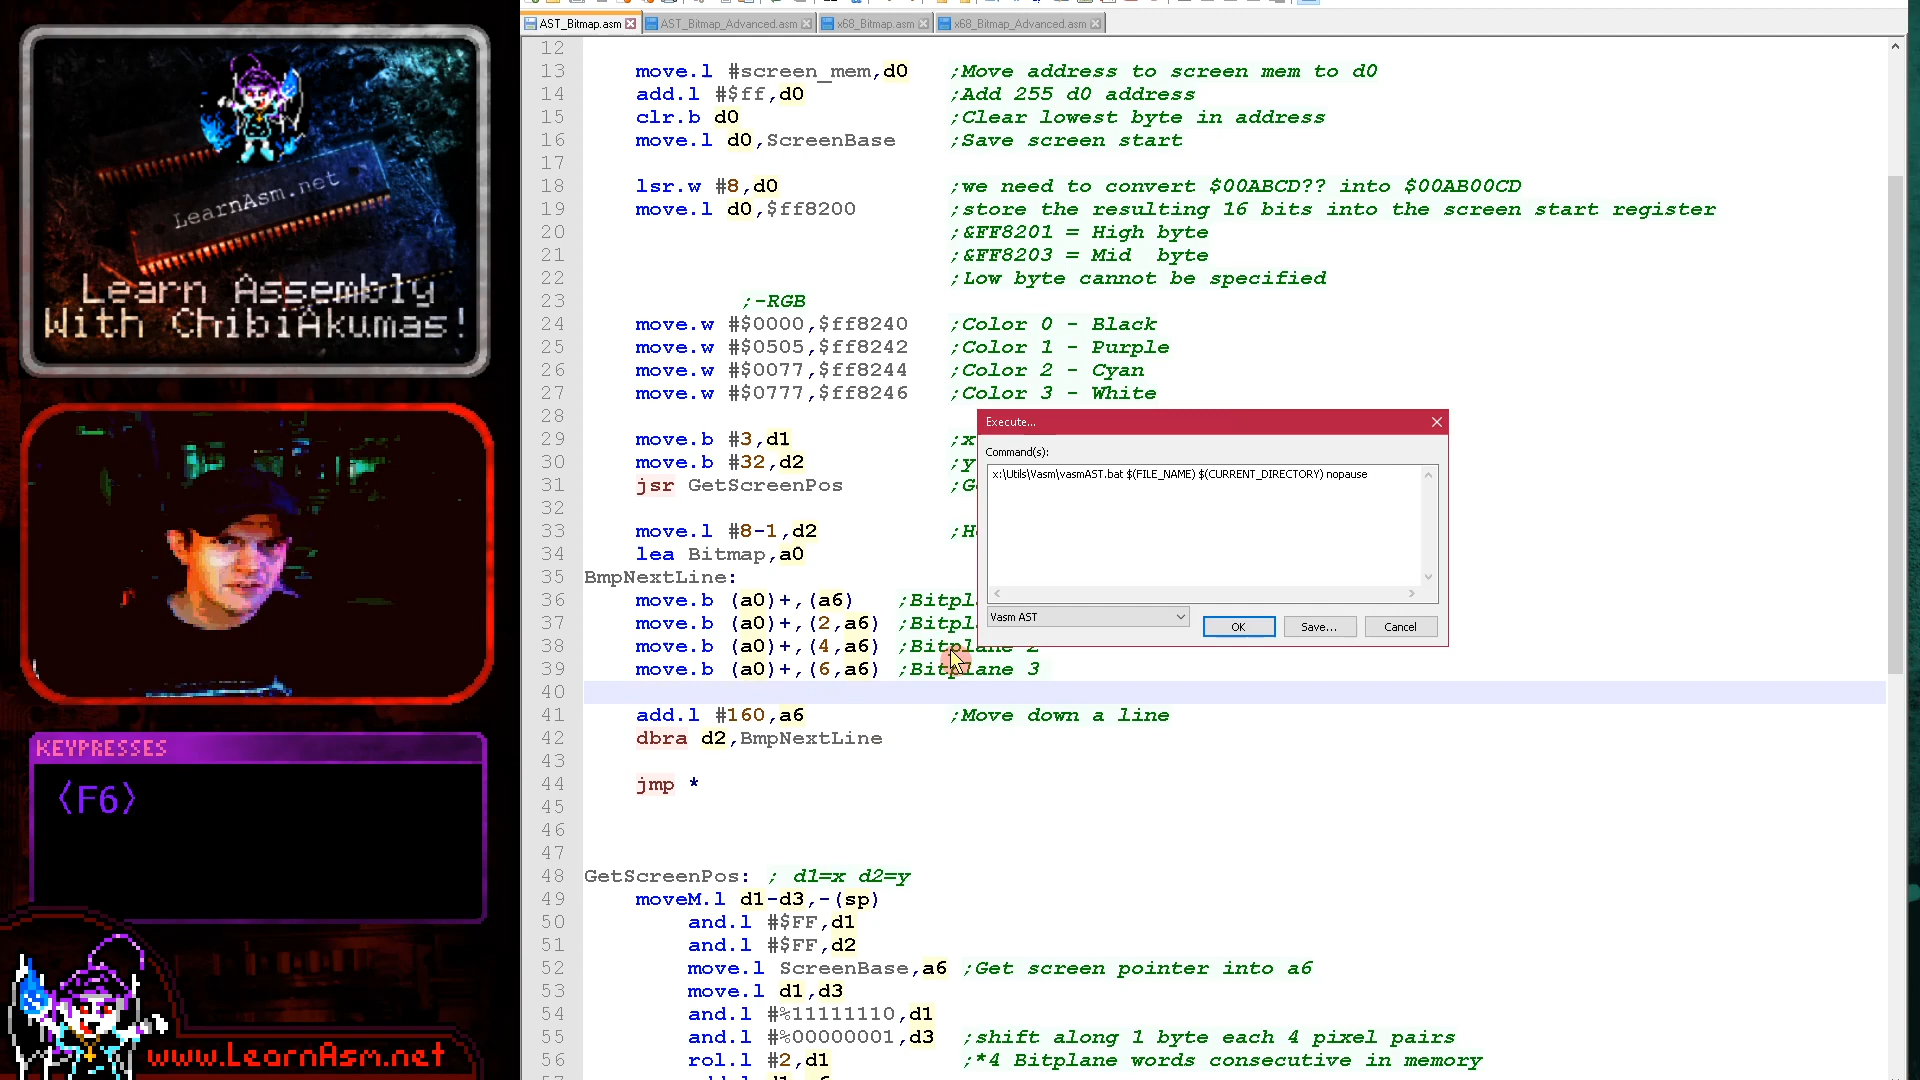 LearnAsm.net
Learn Assembly
With ChibiAkumas!
KEYPRESSES
<F6>
www.LearnAsm.net
AST_Bitmap.asm
AST_Bitmap_Advanced.asm
x68_Bitmap.asm
x68_Bitmap_Advanced.asm
12
13 move.l #screen_mem,d0 ;Move address to screen mem to d0
14 add.l #$ff,d0 ;Add 255 d0 address
15 clr.b d0 ;Clear lowest byte in address
16 move.l d0,ScreenBase ;Save screen start
17
18 lsr.w #8,d0 ;we need to convert $00ABCD?? into $00AB00CD
19 move.l d0,$ff8200 ;store the resulting 16 bits into the screen start register
20 ;&FF8201 = High byte
21 ;&FF8203 = Mid byte
22 ;Low byte cannot be specified
23 ;-RGB
24 move.w #$0000,$ff8240 ;Color 0 - Black
25 move.w #$0505,$ff8242 ;Color 1 - Purple
26 move.w #$0077,$ff8244 ;Color 2 - Cyan
27 move.w #$0777,$ff8246 ;Color 3 - White
28
29 move.b #3,d1 ;x
30 move.b #32,d2 ;y
31 jsr GetScreenPos ;G
32
33 move.l #8-1,d2 ;H
34 lea Bitmap,a0
35 BmpNextLine:
36 move.b (a0)+,(a6) ;Bitpl
37 move.b (a0)+,(2,a6) ;Bitpl
38 move.b (a0)+,(4,a6) ;Bitplane 2
39 move.b (a0)+,(6,a6) ;Bitplane 3
40
41 add.l #160,a6 ;Move down a line
42 dbra d2,BmpNextLine
43
44 jmp *
45
46
47
48 GetScreenPos: ; d1=x d2=y
49 moveM.l d1-d3,-(sp)
50 and.l #$FF,d1
51 and.l #$FF,d2
52 move.l ScreenBase,a6 ;Get screen pointer into a6
53 move.l d1,d3
54 and.l #%11111110,d1
55 and.l #%00000001,d3 ;shift along 1 byte each 4 pixel pairs
56 rol.l #2,d1 ;*4 Bitplane words consecutive in memory
Execute...
Command(s):
x:\Utils\Vasm\vasmAST.bat $(FILE_NAME) $(CURRENT_DIRECTORY) nopause
Vasm AST
OK
Save...
Cancel